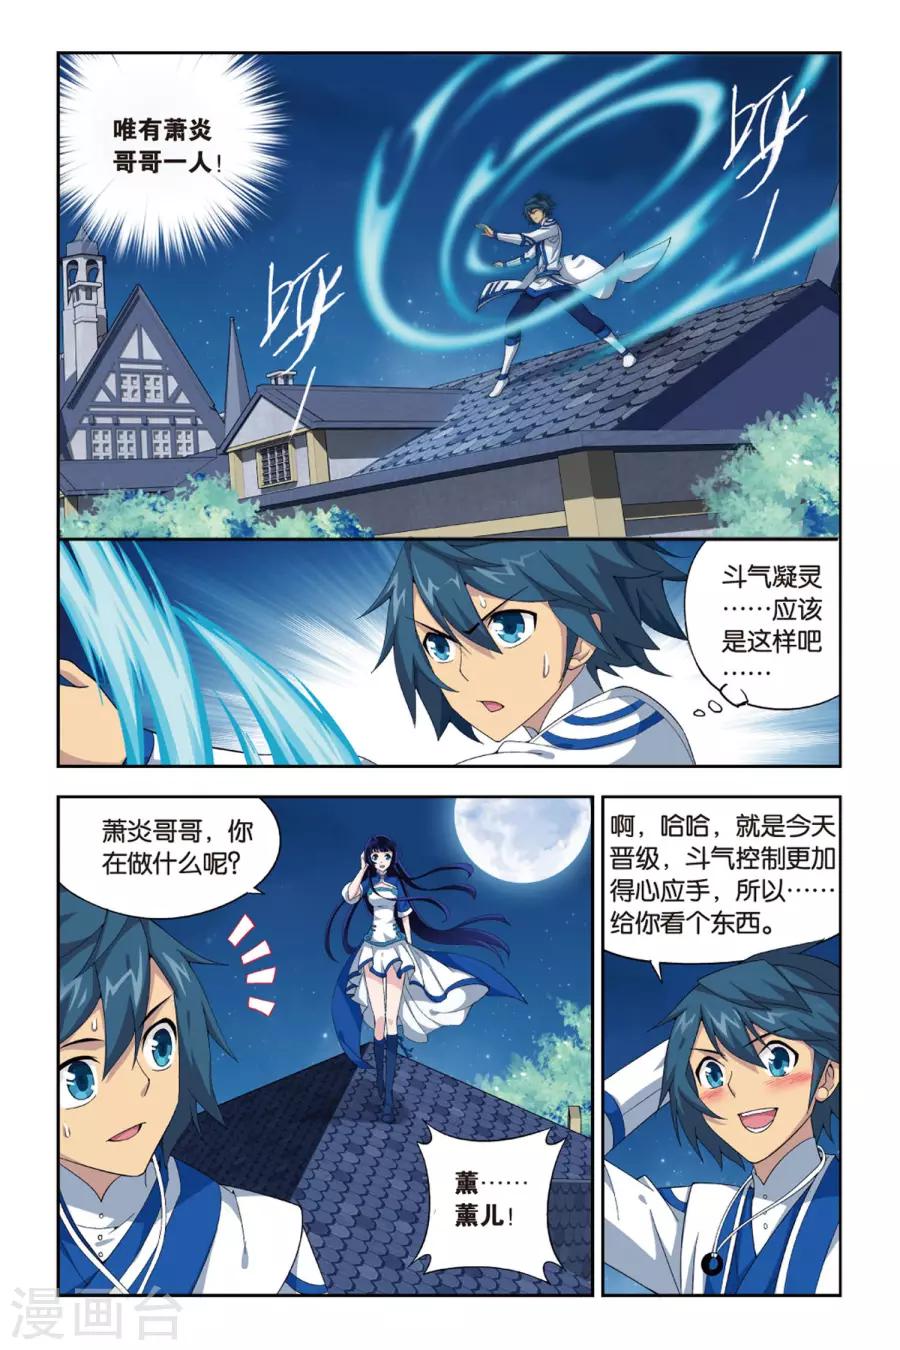 唯有萧炎
哥哥一人！
呼
呼
斗气凝灵
……应该
是这样吧
……
萧炎哥哥，你
在做什么呢？
薰……
薰儿！
啊，哈哈，就是今天
晋级，斗气控制更加
得心应手，所以……
给你看个东西。
漫画台